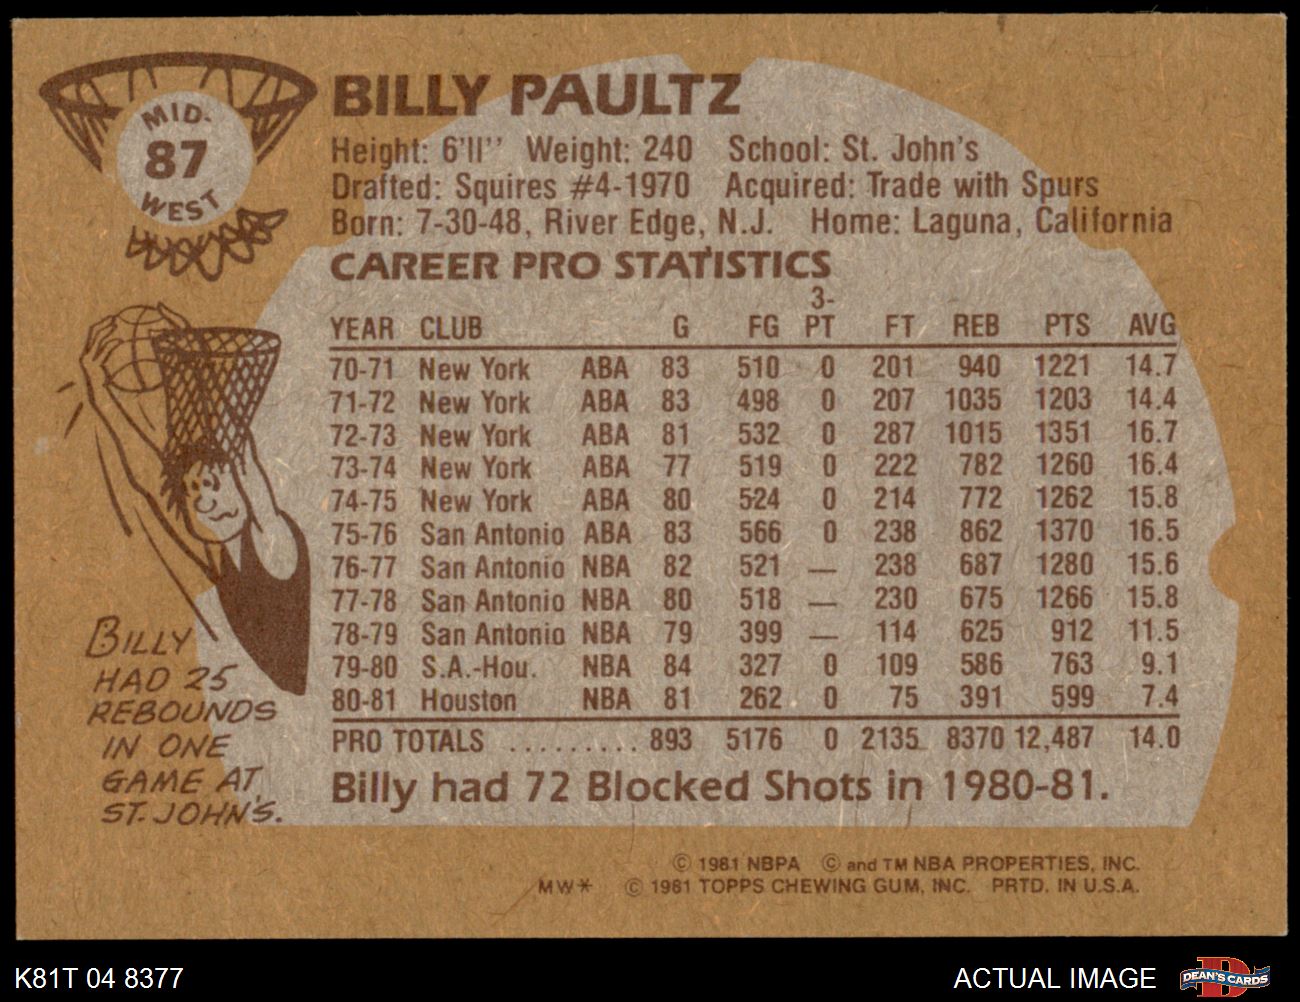 MID-
87
WEST
BILLY PAULTZ
Height: 6'11'' Weight: 240 School: St. John's
Drafted: Squires #4-1970 Acquired: Trade with Spurs
Born: 7-30-48, River Edge, N.J. Home: Laguna, California
CAREER PRO STATISTICS
YEAR CLUB G FG 3-PT FT REB PTS AVG
70-71 New York ABA 83 510 0 201 940 1221 14.7
71-72 New York ABA 83 498 0 207 1035 1203 14.4
72-73 New York ABA 81 532 0 287 1015 1351 16.7
73-74 New York ABA 77 519 0 222 782 1260 16.4
74-75 New York ABA 80 524 0 214 772 1262 15.8
75-76 San Antonio ABA 83 566 0 238 862 1370 16.5
76-77 San Antonio NBA 82 521 — 238 687 1280 15.6
77-78 San Antonio NBA 80 518 — 230 675 1266 15.8
78-79 San Antonio NBA 79 399 — 114 625 912 11.5
79-80 S.A.-Hou. NBA 84 327 0 109 586 763 9.1
80-81 Houston NBA 81 262 0 75 391 599 7.4
PRO TOTALS ......... 893 5176 0 2135 8370 12,487 14.0
Billy had 72 Blocked Shots in 1980-81.
BILLY
HAD 25
REBOUNDS
IN ONE
GAME AT
ST. JOHN'S.
© 1981 NBPA © and TM NBA PROPERTIES, INC.
MW* © 1981 TOPPS CHEWING GUM, INC. PRTD. IN U.S.A.
K81T 04 8377
ACTUAL IMAGE
D
DEAN'S CARDS